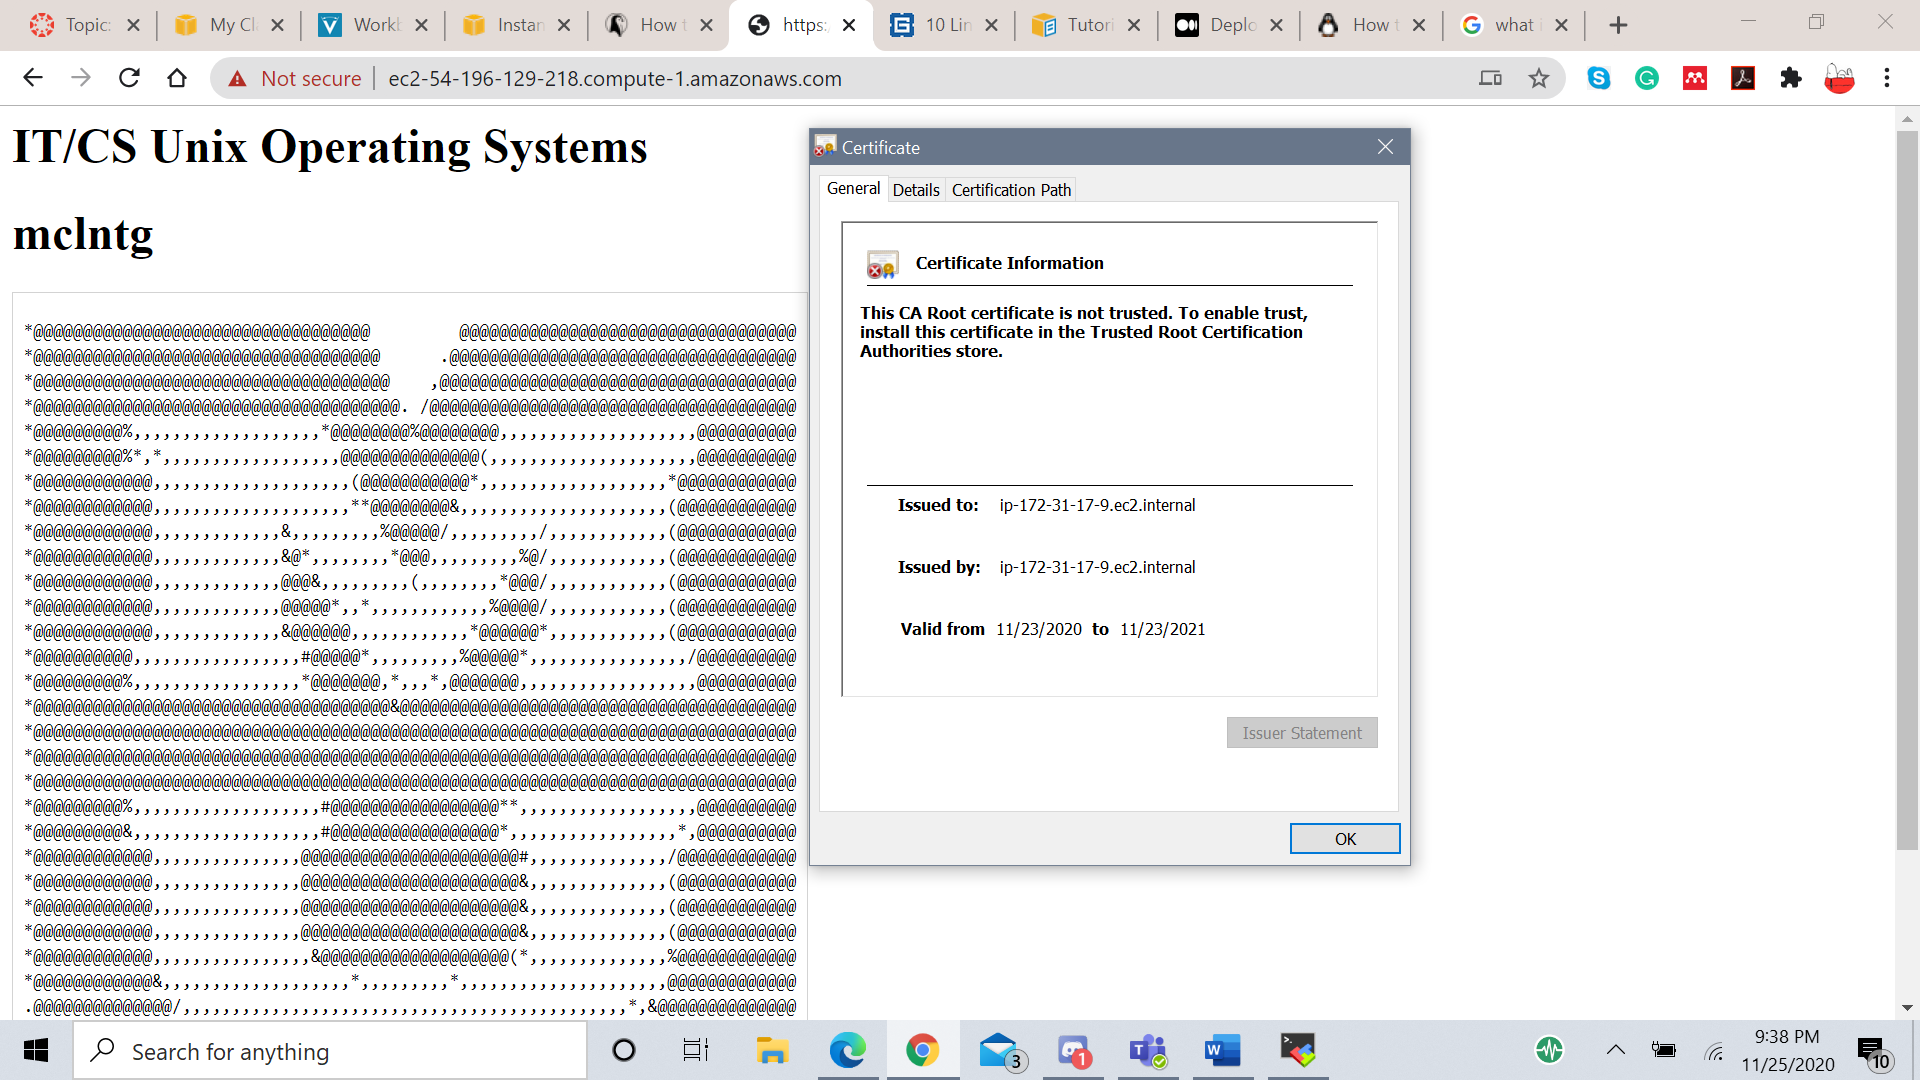 Topic:
My Cl
Workb
Instan
How t
https:
10 Lin
Tutori
Deplo
How t
what i
Not secure
ec2-54-196-129-218.compute-1.amazonaws.com
IT/CS Unix Operating Systems
mclntg
Certificate
General Details Certification Path
Certificate Information
This CA Root certificate is not trusted. To enable trust,
install this certificate in the Trusted Root Certification
Authorities store.
Issued to: ip-172-31-17-9.ec2.internal
Issued by: ip-172-31-17-9.ec2.internal
Valid from 11/23/2020 to 11/23/2021
Issuer Statement
OK
Search for anything
3
1
9:38 PM
11/25/2020
10